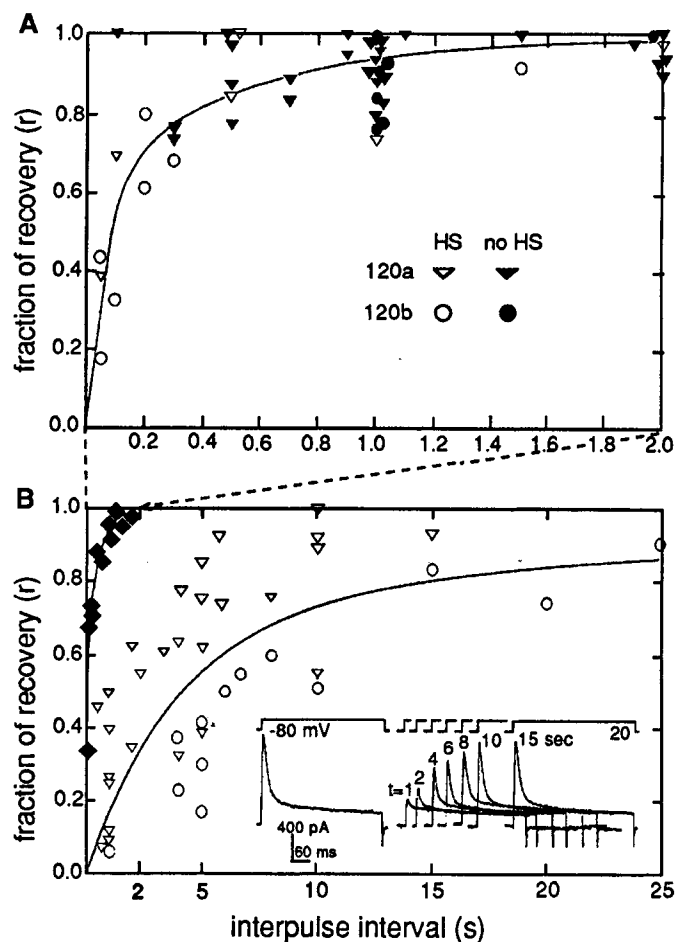 A
fraction of recovery (r)
1.0
0.8
0.6
0.4
0.2
0.0
HS no HS
120a
120b
0.2 0.4 0.6 0.8 1.0 1.2 1.4 1.6 1.8 2.0
B
fraction of recovery (r)
1.0
0.8
0.6
0.4
0.2
0.0
-80 mV
400 pA
60 ms
t=1 2 4 6 8 10 15 sec 20
2 5 10 15 20 25
interpulse interval (s)